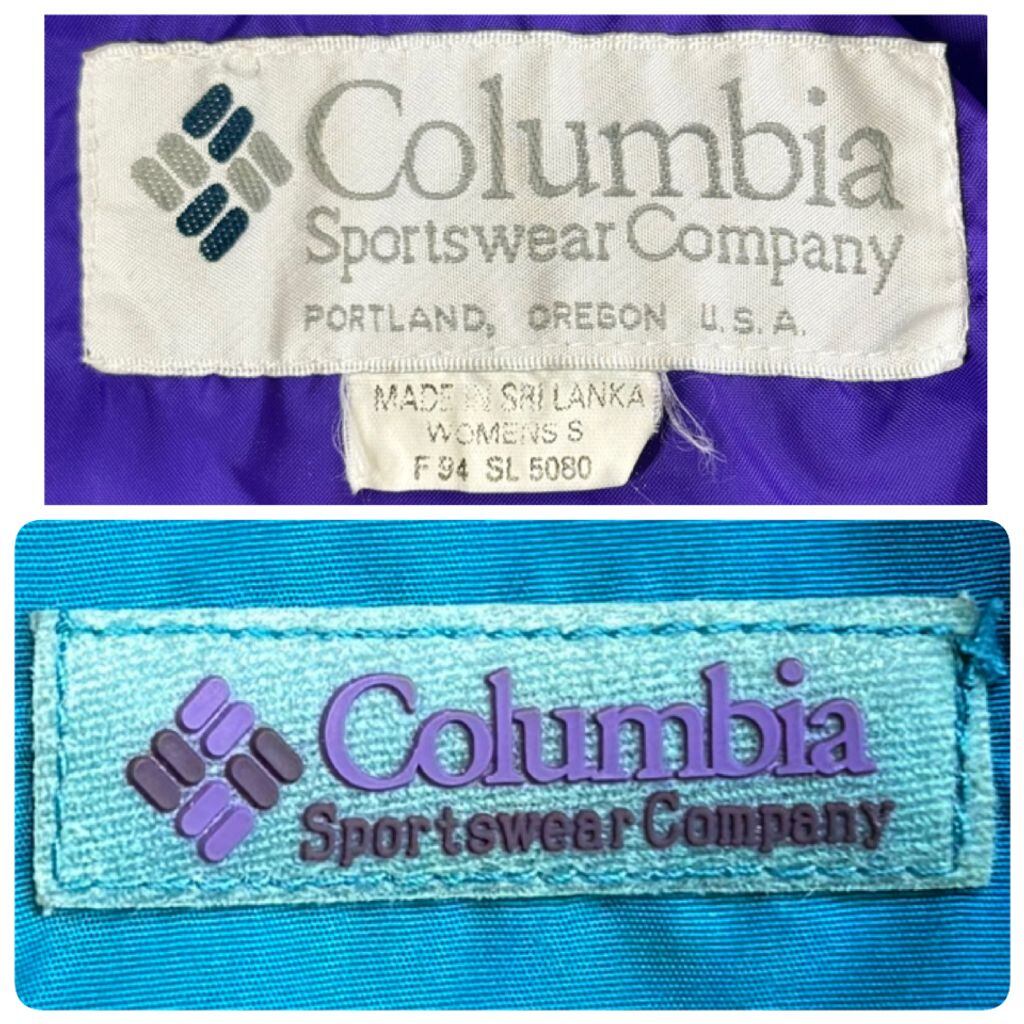 Columbia
Sportswear Company
PORTLAND, OREGON U.S.A.
MADE IN SRI LANKA
WOMENS S
F 94 SL 5080
Columbia
Sportswear Company